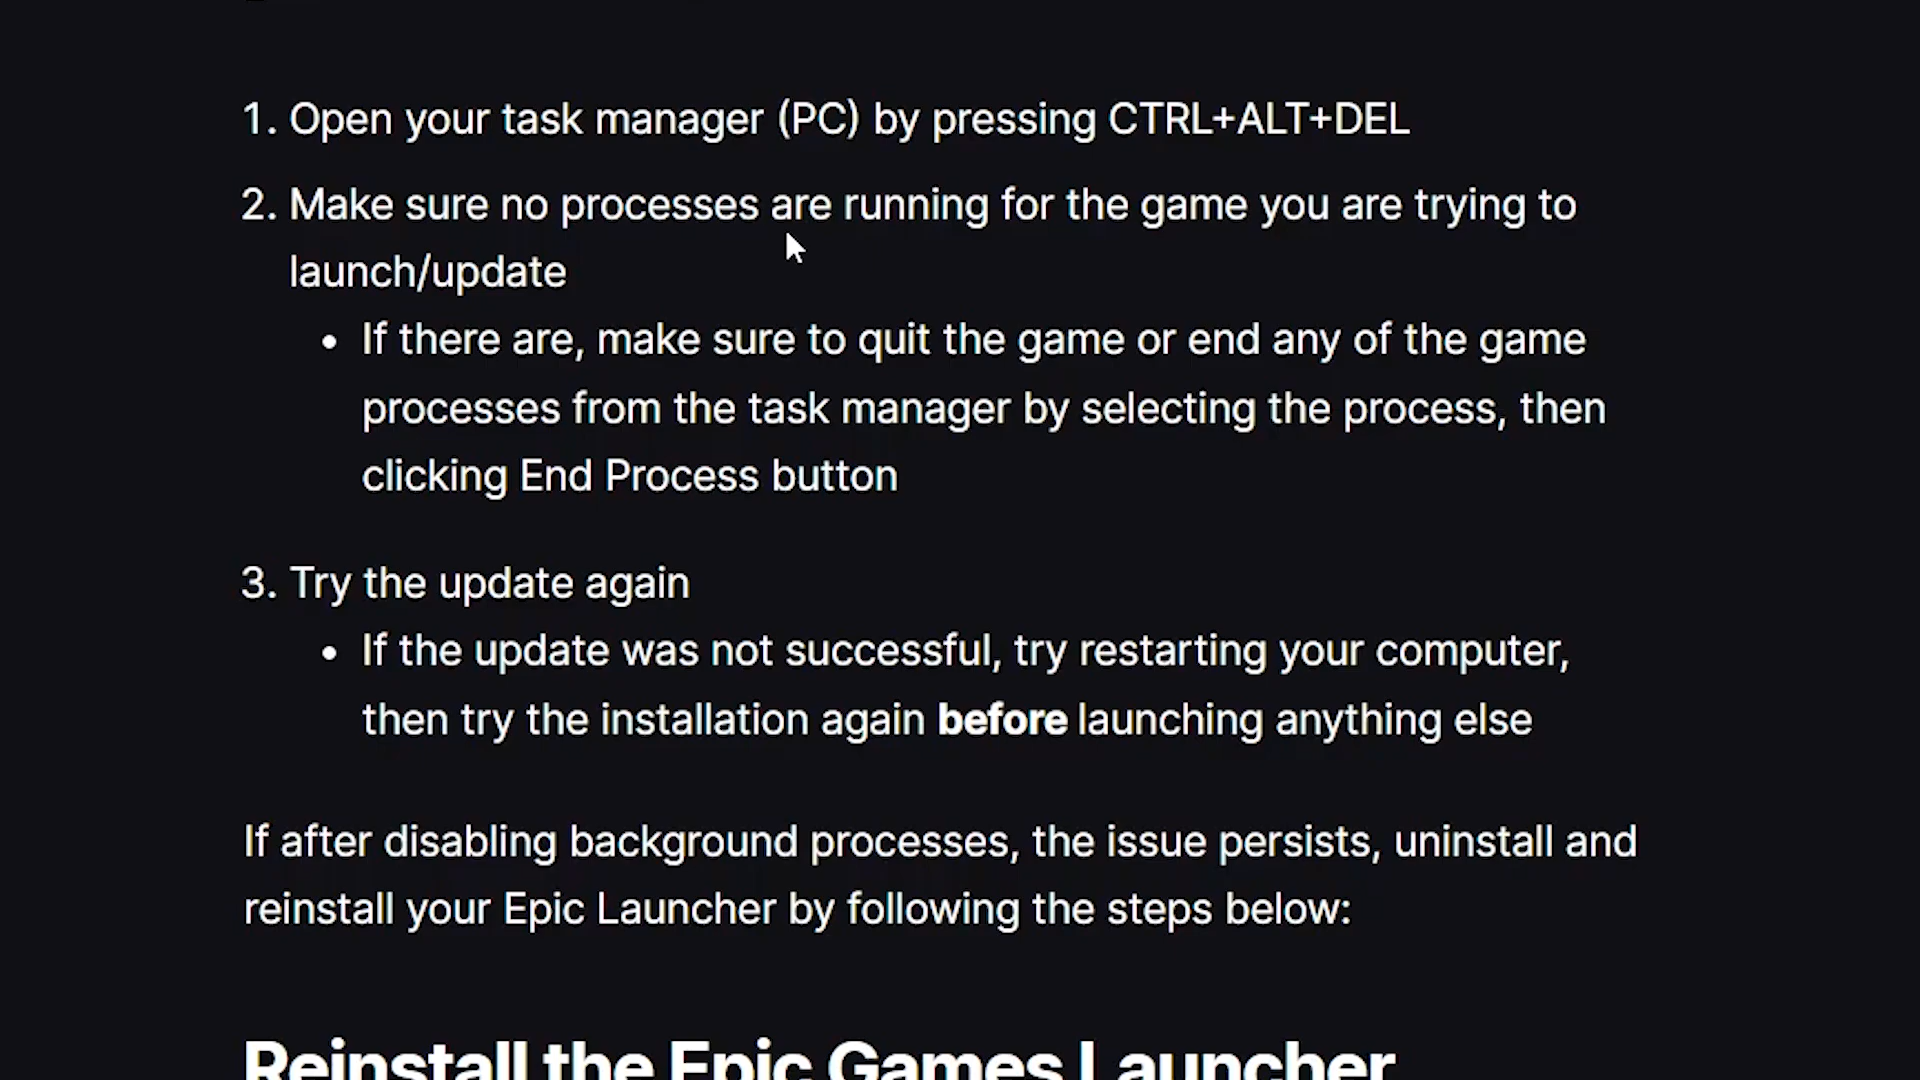 1. Open your task manager (PC) by pressing CTRL+ALT+DEL
2. Make sure no processes are running for the game you are trying to
launch/update
• If there are, make sure to quit the game or end any of the game
processes from the task manager by selecting the process, then
clicking End Process button
3. Try the update again
• If the update was not successful, try restarting your computer,
then try the installation again before launching anything else
If after disabling background processes, the issue persists, uninstall and
reinstall your Epic Launcher by following the steps below:
Reinstall the Epic Games Launcher